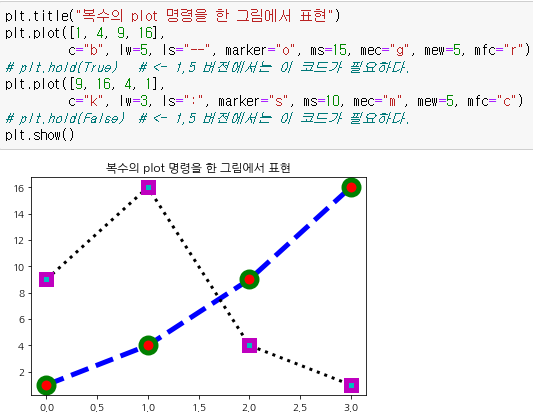 plt.title("복수의 plot 명령을 한 그림에서 표현")
plt.plot([1, 4, 9, 16],
c="b", lw=5, ls="--", marker="o", ms=15, mec="g", mew=5, mfc="r")
# plt.hold(True) # <- 1,5 버전에서는 이 코드가 필요하다.
plt.plot([9, 16, 4, 1],
c="k", lw=3, ls=":", marker="s", ms=10, mec="m", mew=5, mfc="c")
# plt.hold(False) # <- 1,5 버전에서는 이 코드가 필요하다.
plt.show()
복수의 plot 명령을 한 그림에서 표현
16
14
12
10
8
6
4
2
0,0 0,5 1,0 1,5 2,0 2,5 3,0